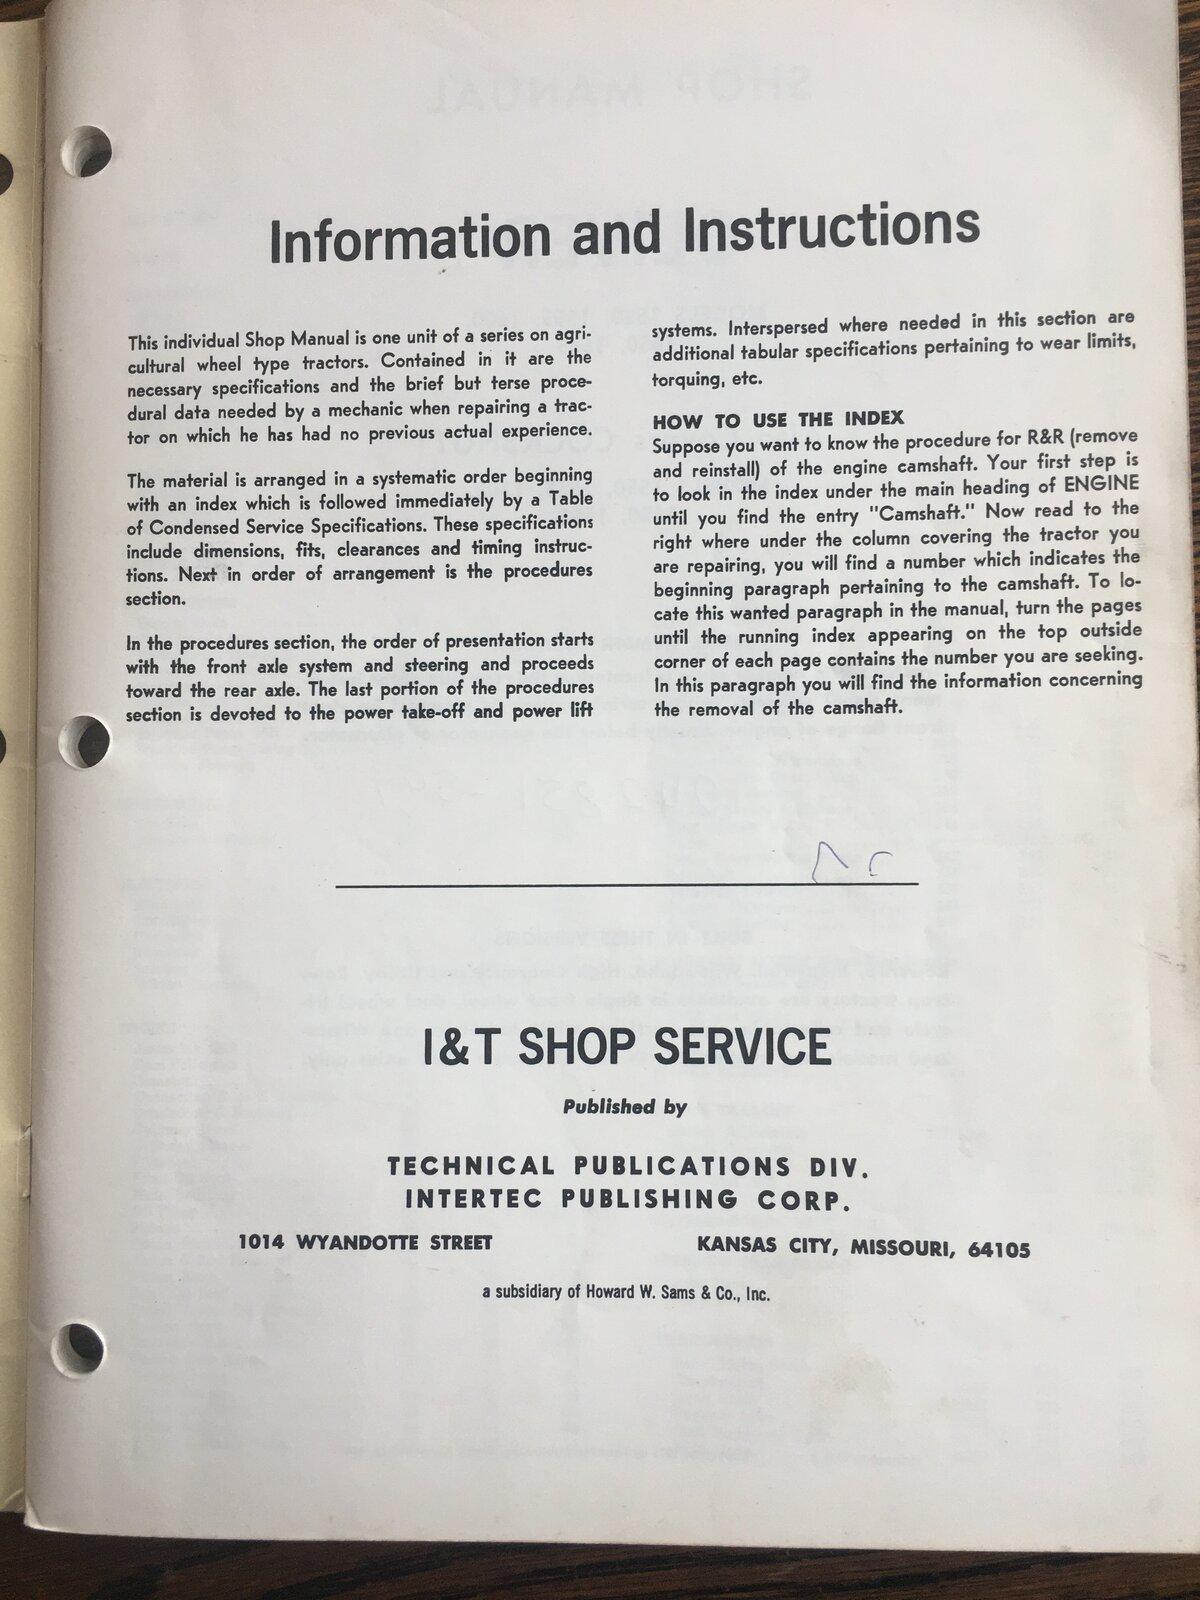 Information and Instructions
This individual Shop Manual is one unit of a series on agri-
cultural wheel type tractors. Contained in it are the
necessary specifications and the brief but terse proce-
dural data needed by a mechanic when repairing a trac-
tor on which he has had no previous actual experience.
The material is arranged in a systematic order beginning
with an index which is followed immediately by a Table
of Condensed Service Specifications. These specifications
include dimensions, fits, clearances and timing instruc-
tions. Next in order of arrangement is the procedures
section.
In the procedures section, the order of presentation starts
with the front axle system and steering and proceeds
toward the rear axle. The last portion of the procedures
section is devoted to the power take-off and power lift
systems. Interspersed where needed in this section are
additional tabular specifications pertaining to wear limits,
torquing, etc.
HOW TO USE THE INDEX
Suppose you want to know the procedure for R&R (remove
and reinstall) of the engine camshaft. Your first step is
to look in the index under the main heading of ENGINE
until you find the entry "Camshaft." Now read to the
right where under the column covering the tractor you
are repairing, you will find a number which indicates the
beginning paragraph pertaining to the camshaft. To lo-
cate this wanted paragraph in the manual, turn the pages
until the running index appearing on the top outside
corner of each page contains the number you are seeking.
In this paragraph you will find the information concerning
the removal of the camshaft.
I&T SHOP SERVICE
Published by
TECHNICAL PUBLICATIONS DIV.
INTERTEC PUBLISHING CORP.
1014 WYANDOTTE STREET KANSAS CITY, MISSOURI, 64105
a subsidiary of Howard W. Sams & Co., Inc.